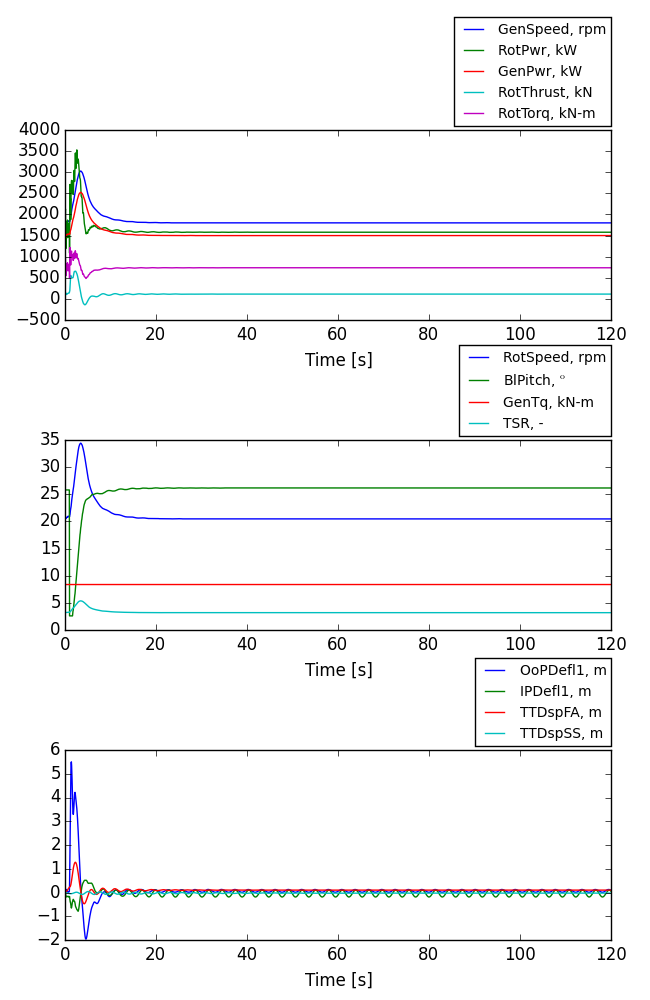 GenSpeed, rpm
RotPwr, kW
GenPwr, kW
RotThrust, kN
RotTorq, kN-m
4000
3500
3000
2500
2000
1500
1000
500
0
−500
0 20 40 60 80 100 120
Time [s]
RotSpeed, rpm
BlPitch, °
GenTq, kN-m
TSR, -
35
30
25
20
15
10
5
0
0 20 40 60 80 100 120
Time [s]
OoPDefl1, m
IPDefl1, m
TTDspFA, m
TTDspSS, m
6
5
4
3
2
1
0
−1
−2
0 20 40 60 80 100 120
Time [s]